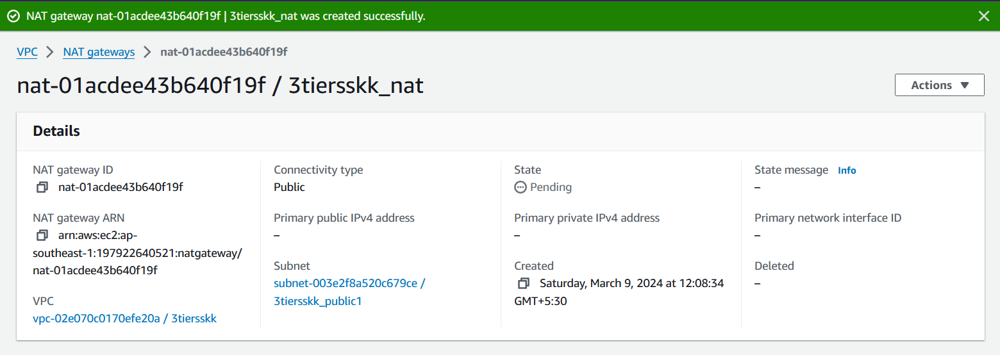 NAT gateway nat-01acdee43b640f19f | 3tiersskk_nat was created successfully.
VPC > NAT gateways > nat-01acdee43b640f19f
nat-01acdee43b640f19f / 3tiersskk_nat
Actions
Details
NAT gateway ID
nat-01acdee43b640f19f
NAT gateway ARN
arn:aws:ec2:ap-
southeast-1:197922640521:natgateway/
nat-01acdee43b640f19f
VPC
vpc-02e070c0170efe20a / 3tiersskk
Connectivity type
Public
Primary public IPv4 address
–
Subnet
subnet-003e2f8a520c679ce /
3tiersskk_public1
State
Pending
Primary private IPv4 address
–
Created
Saturday, March 9, 2024 at 12:08:34
GMT+5:30
State message Info
–
Primary network interface ID
–
Deleted
–